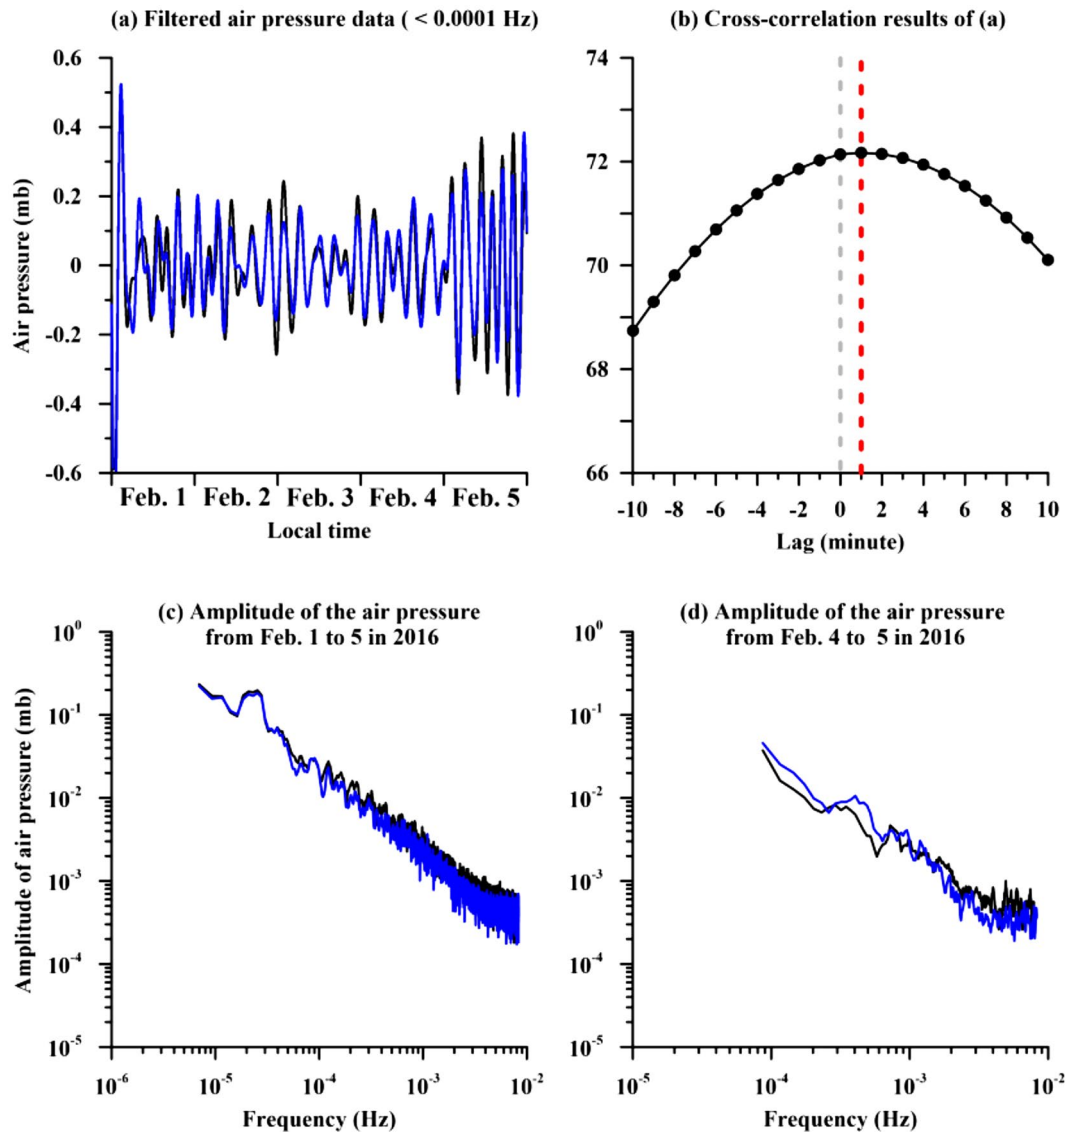 (a) Filtered air pressure data ( < 0.0001 Hz)
0.6
0.4
0.2
0
-0.2
-0.4
-0.6
Air pressure (mb)
Feb. 1 Feb. 2 Feb. 3 Feb. 4 Feb. 5
Local time
(b) Cross-correlation results of (a)
74
72
70
68
66
-10 -8 -6 -4 -2 0 2 4 6 8 10
Lag (minute)
(c) Amplitude of the air pressure
from Feb. 1 to 5 in 2016
10⁰
10⁻¹
10⁻²
10⁻³
10⁻⁴
10⁻⁵
Amplitude of air pressure (mb)
10⁻⁶ 10⁻⁵ 10⁻⁴ 10⁻³ 10⁻²
Frequency (Hz)
(d) Amplitude of the air pressure
from Feb. 4 to 5 in 2016
10⁰
10⁻¹
10⁻²
10⁻³
10⁻⁴
10⁻⁵
10⁻⁵ 10⁻⁴ 10⁻³ 10⁻²
Frequency (Hz)